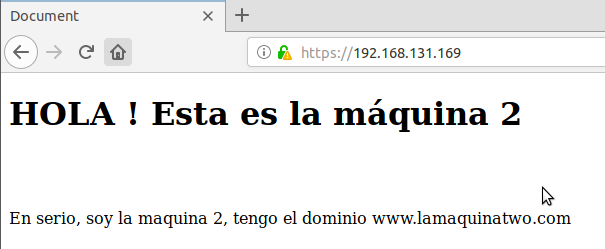 Document
https://192.168.131.169
HOLA ! Esta es la máquina 2
En serio, soy la maquina 2, tengo el dominio www.lamaquinatwo.com